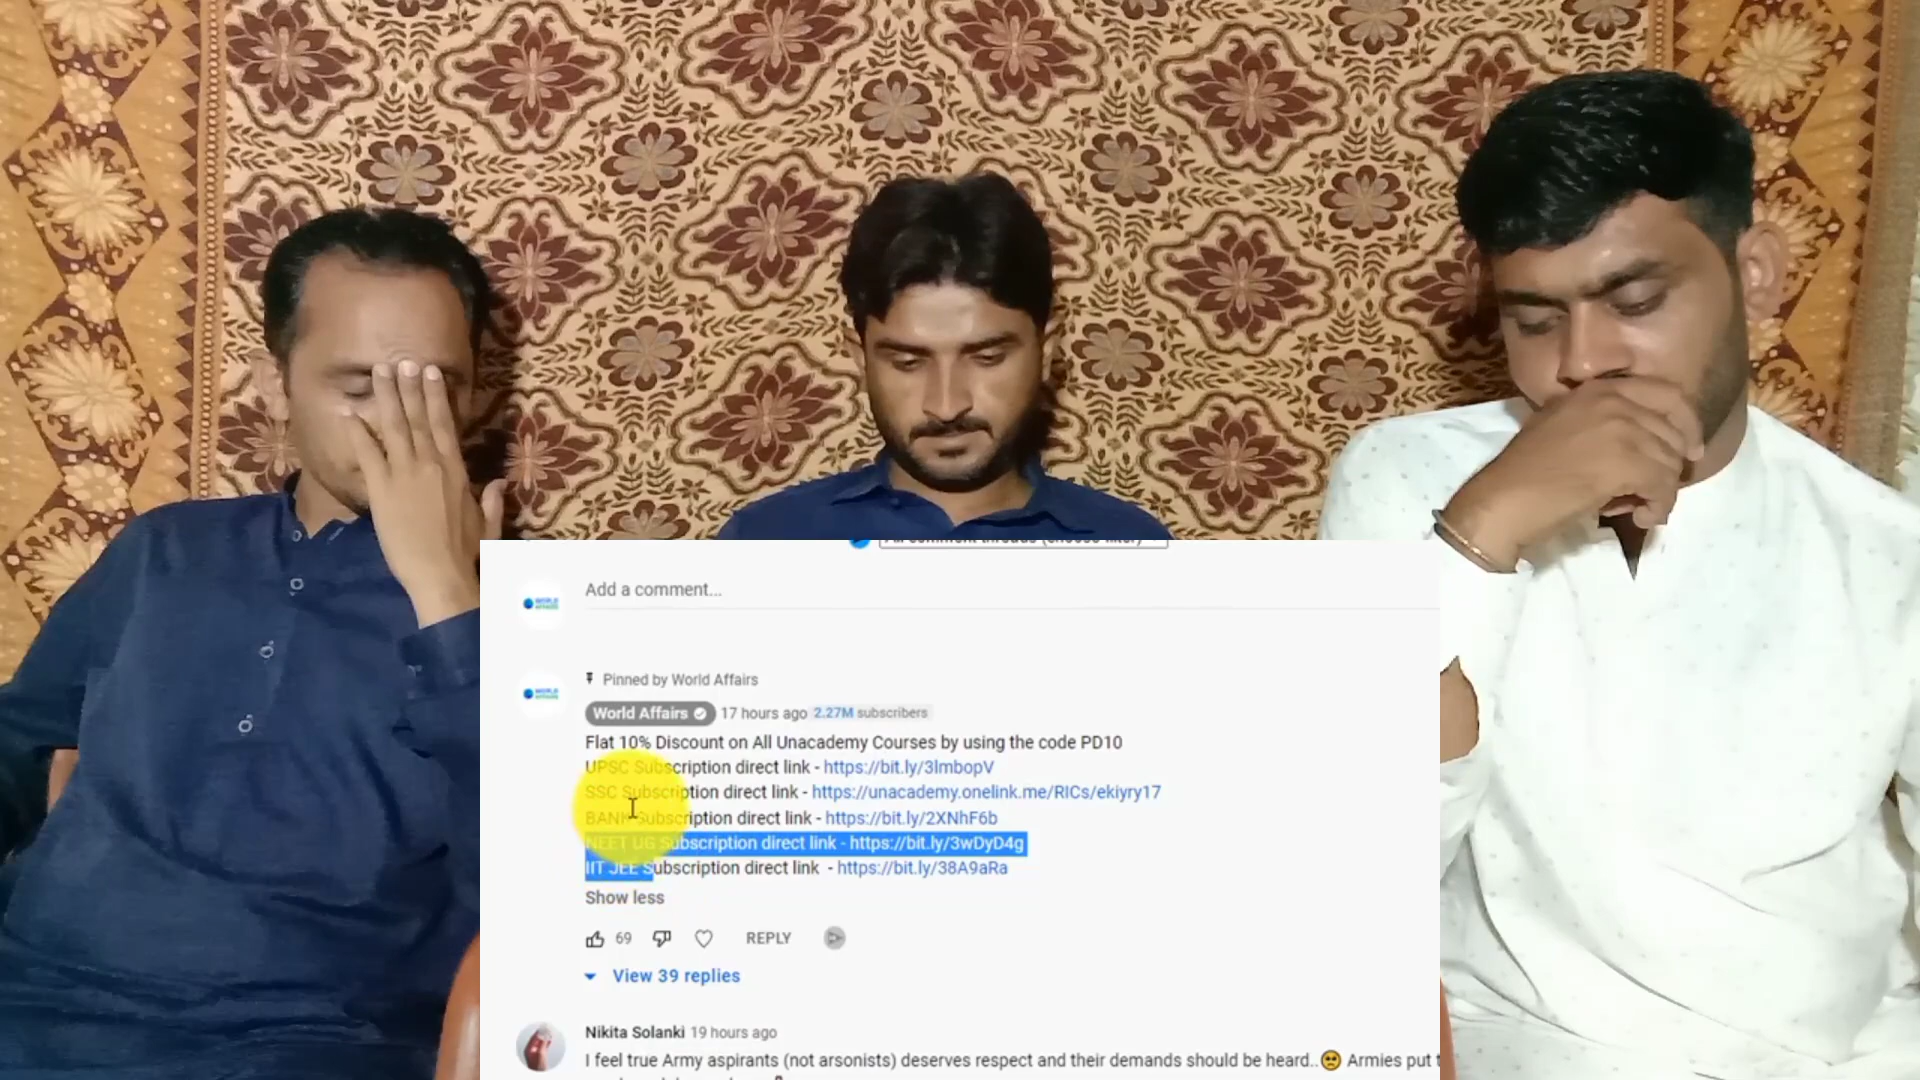 All comment threads (choose filter)
Add a comment...
Pinned by World Affairs
World Affairs 17 hours ago 2.27M subscribers
Flat 10% Discount on All Unacademy Courses by using the code PD10
UPSC Subscription direct link - https://bit.ly/3lmbopV
SSC Subscription direct link - https://unacademy.onelink.me/RICs/ekiyry17
BANK Subscription direct link - https://bit.ly/2XNhF6b
NEET UG Subscription direct link - https://bit.ly/3wDyD4g
IIT JEE Subscription direct link - https://bit.ly/38A9aRa
Show less
69 REPLY
View 39 replies
Nikita Solanki 19 hours ago
I feel true Army aspirants (not arsonists) deserves respect and their demands should be heard..🥺 Armies put